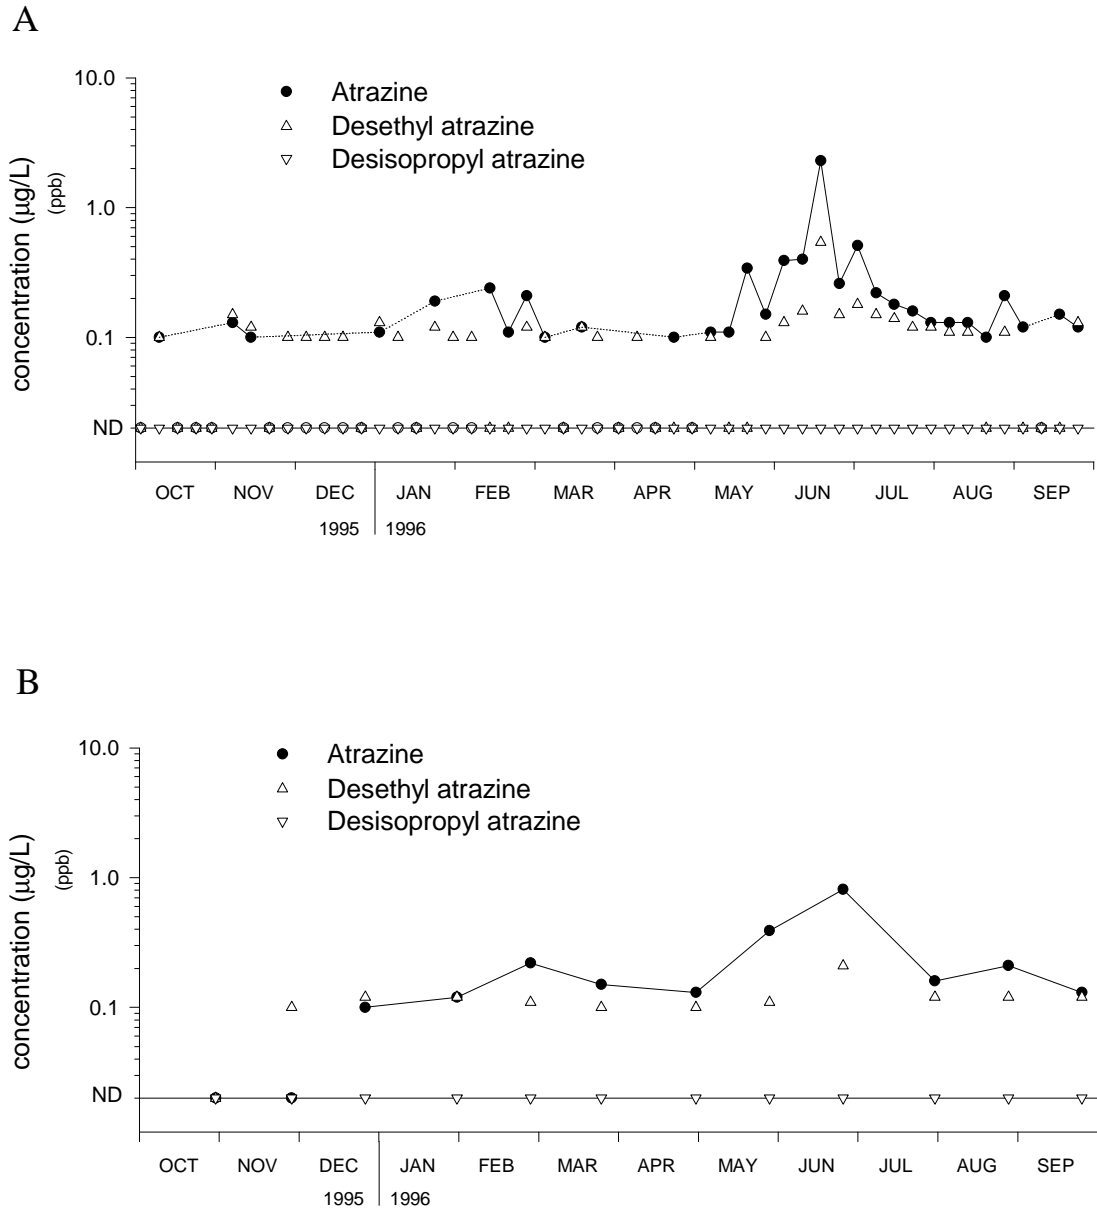 A
10.0
1.0
0.1
ND
concentration (μg/L)
(ppb)
Atrazine
Desethyl atrazine
Desisopropyl atrazine
OCT NOV DEC JAN FEB MAR APR MAY JUN JUL AUG SEP
1995 1996
B
10.0
1.0
0.1
ND
concentration (μg/L)
(ppb)
Atrazine
Desethyl atrazine
Desisopropyl atrazine
OCT NOV DEC JAN FEB MAR APR MAY JUN JUL AUG SEP
1995 1996